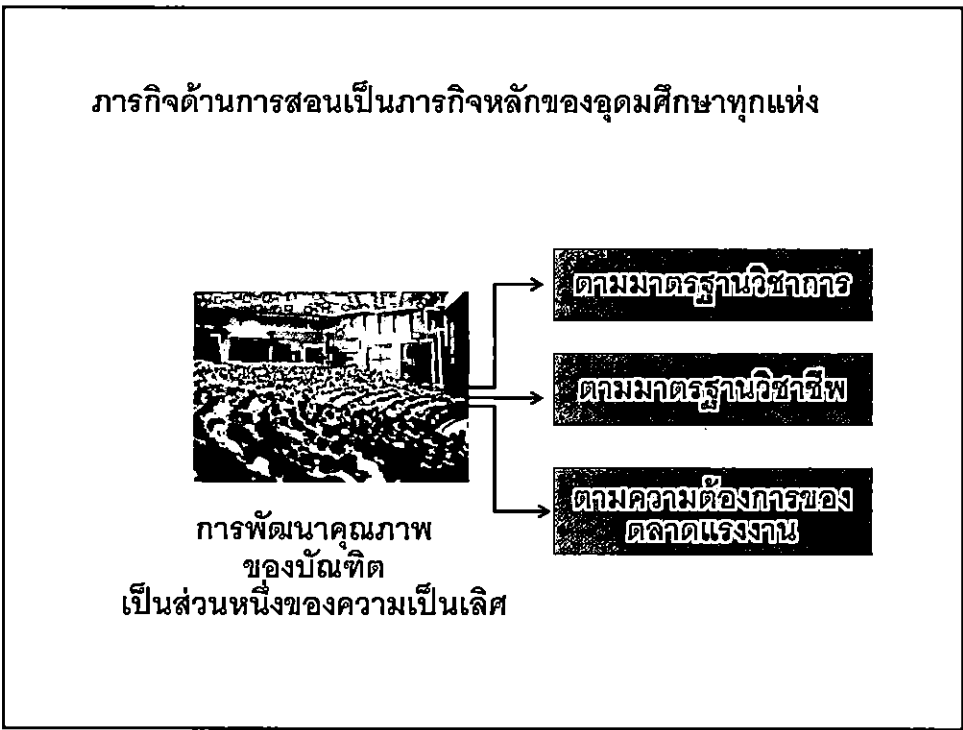 ภารกิจด้านการสอนเป็นภารกิจหลักของอุดมศึกษาทุกแห่ง
ตามมาตรฐานวิชาการ
ตามมาตรฐานวิชาชีพ
ตามความต้องการของ
ตลาดแรงงาน
การพัฒนาคุณภาพ
ของบัณฑิต
เป็นส่วนหนึ่งของความเป็นเลิศ